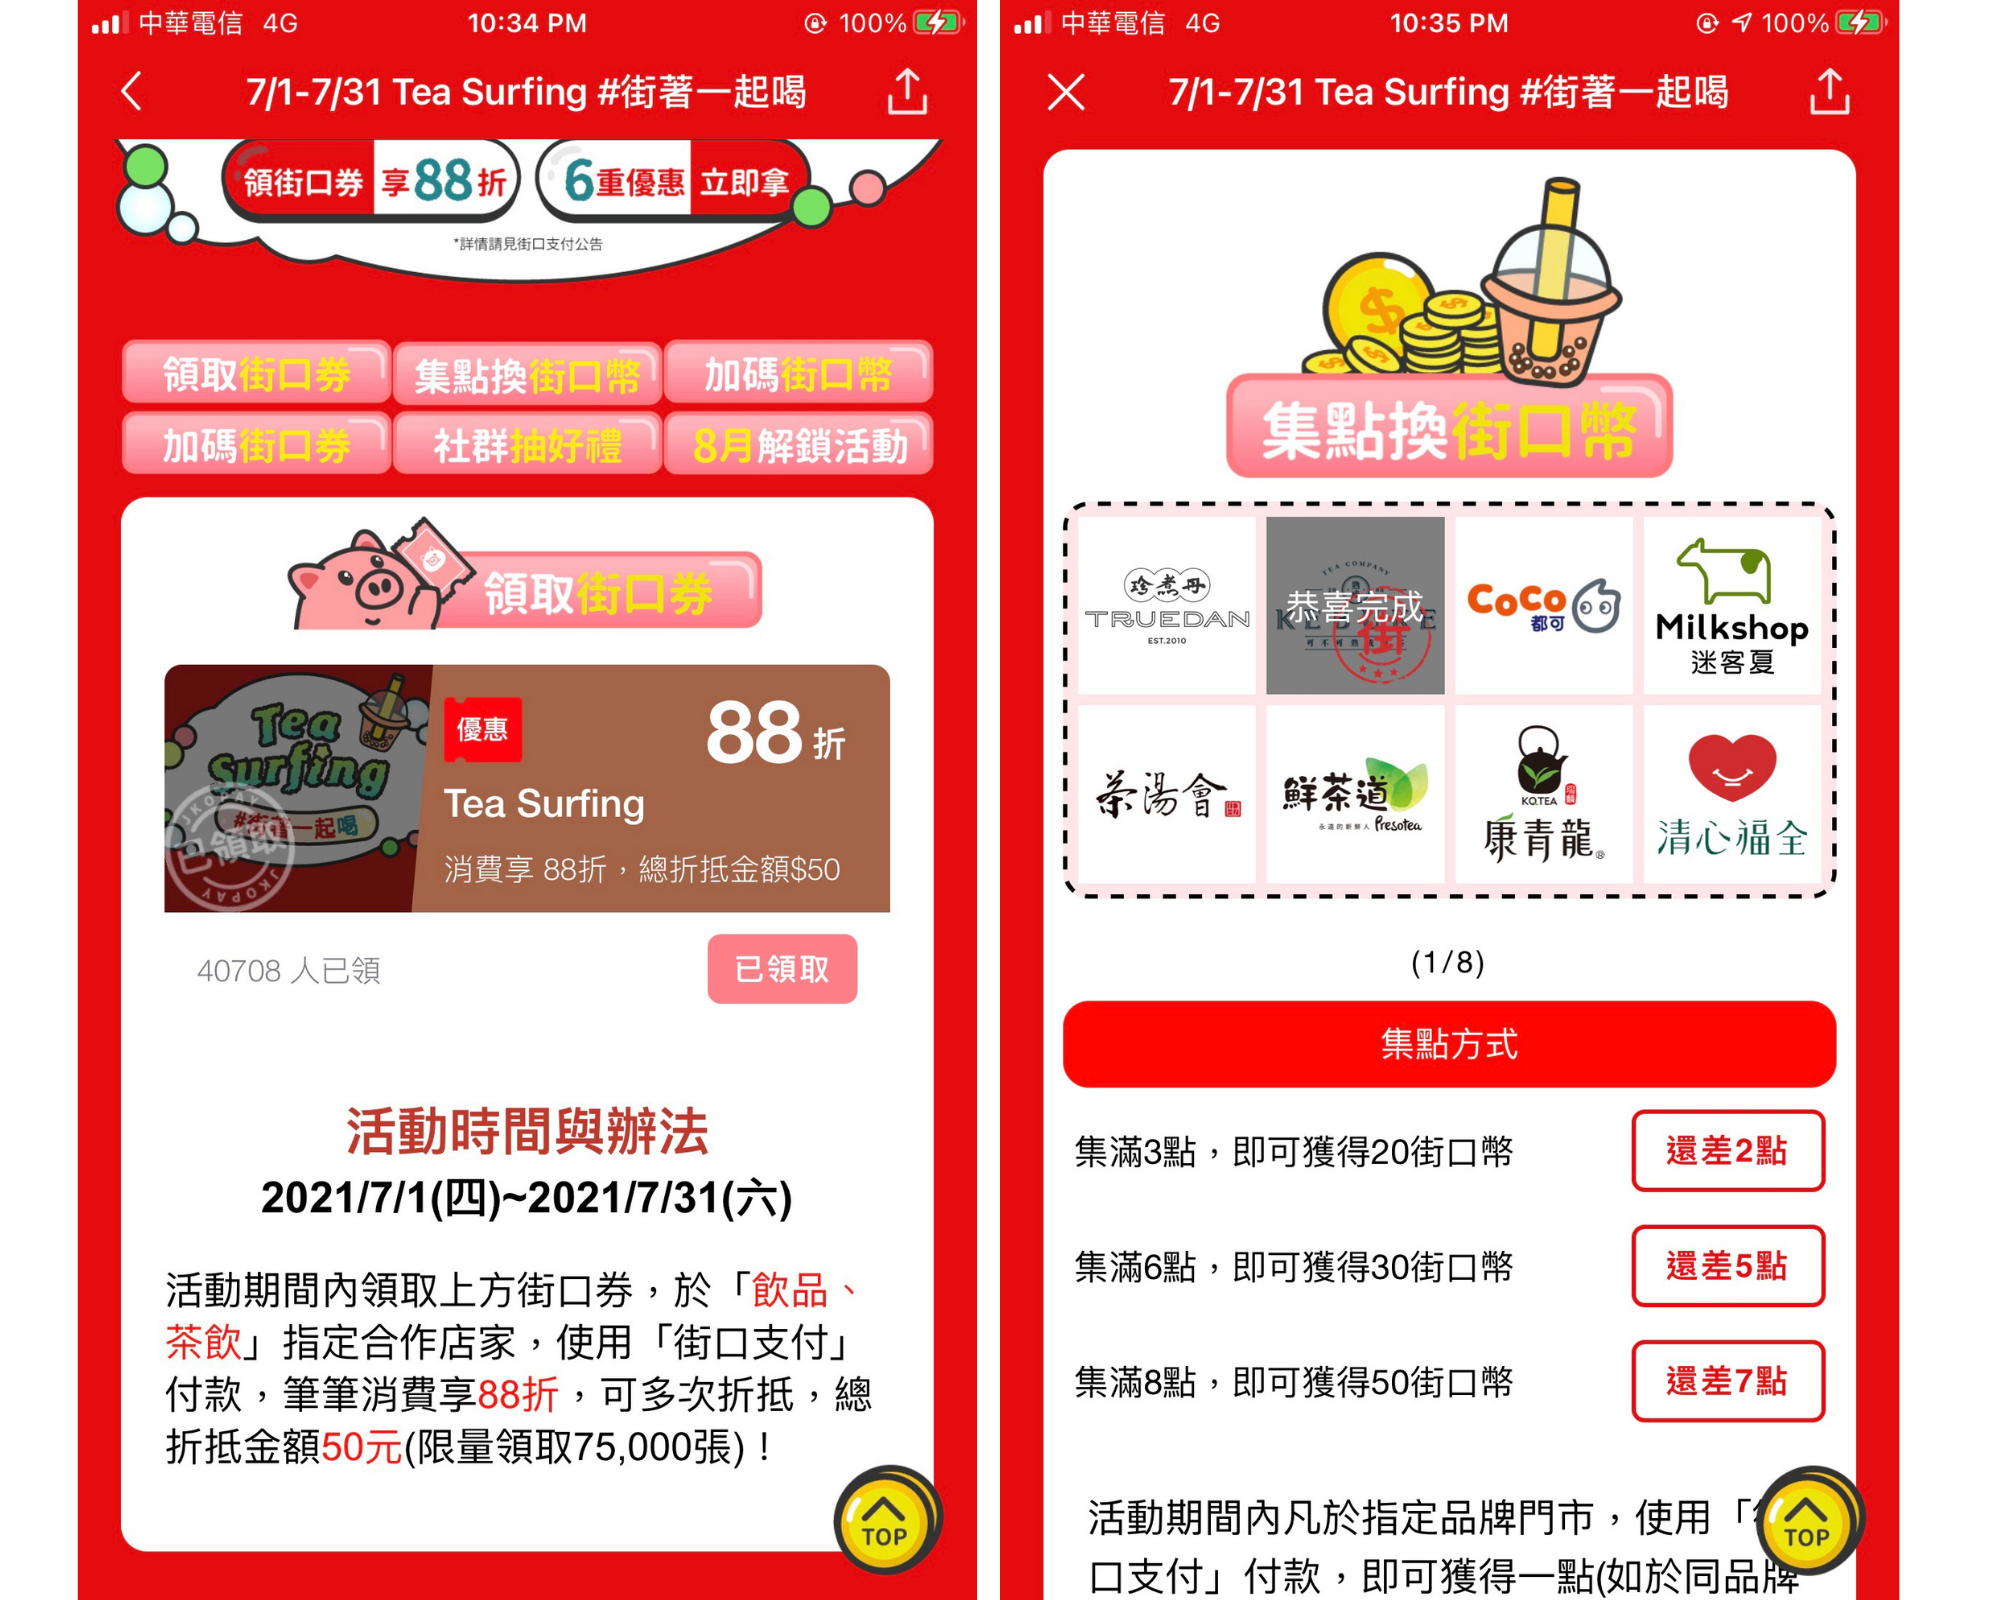 中華電信 4G 10:34 PM 100%
7/1-7/31 Tea Surfing #街著一起喝
領街口券 享88折 6重優惠 立即拿
*詳情請見街口支付公告
領取街口券 集點換街口幣 加碼街口幣
加碼街口券 社群抽好禮 8月解鎖活動
領取街口券
Tea
Surfing
#街著一起喝
JKOPAY
已領取
JKOPAY
優惠
88折
Tea Surfing
消費享 88折，總折抵金額$50
40708 人已領
已領取
活動時間與辦法
2021/7/1(四)~2021/7/31(六)
活動期間內領取上方街口券，於「飲品、
茶飲」指定合作店家，使用「街口支付」
付款，筆筆消費享88折，可多次折抵，總
折抵金額50元(限量領取75,000張)！
TOP
中華電信 4G 10:35 PM 100%
7/1-7/31 Tea Surfing #街著一起喝
集點換街口幣
珍煮丹
TRUEDAN
EST.2010
TEA COMPANY
恭喜完成
KEBUKE
街
CoCo
都可
Milkshop
迷客夏
茶湯會
鮮茶道
永遠的新鮮人 Presotea
KQTEA
康青龍
清心福全
(1/8)
集點方式
集滿3點，即可獲得20街口幣 還差2點
集滿6點，即可獲得30街口幣 還差5點
集滿8點，即可獲得50街口幣 還差7點
活動期間內凡於指定品牌門市，使用「街
口支付」付款，即可獲得一點(如於同品牌
TOP